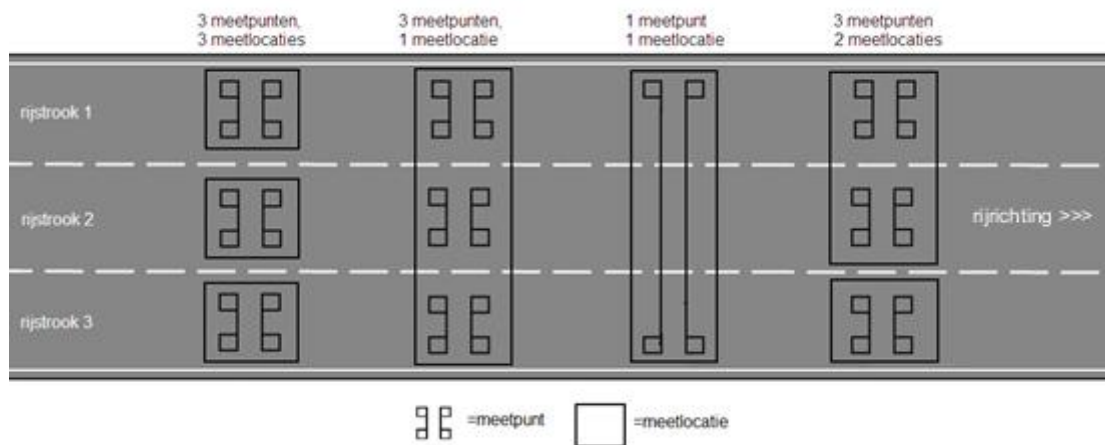 3 meetpunten,
3 meetlocaties
3 meetpunten,
1 meetlocatie
1 meetpunt
1 meetlocatie
3 meetpunten
2 meetlocaties
rijstrook 1
rijstrook 2
rijrichting >>>
rijstrook 3
=meetpunt
=meetlocatie